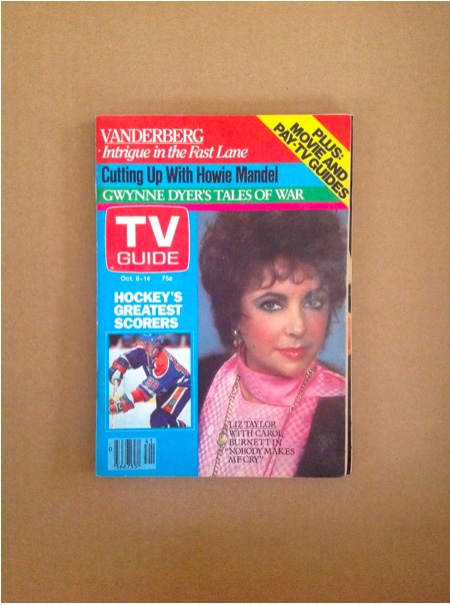 VANDERBERG
Intrigue in the Fast Lane
Cutting Up With Howie Mandel
GWYNNE DYER'S TALES OF WAR
PLUS:
MOVIE AND
PAY-TV GUIDES
TV
GUIDE
Oct. 8-14 75¢
HOCKEY'S
GREATEST
SCORERS
LIZ TAYLOR
WITH CAROL
BURNETT IN
"NOBODY MAKES
ME CRY"